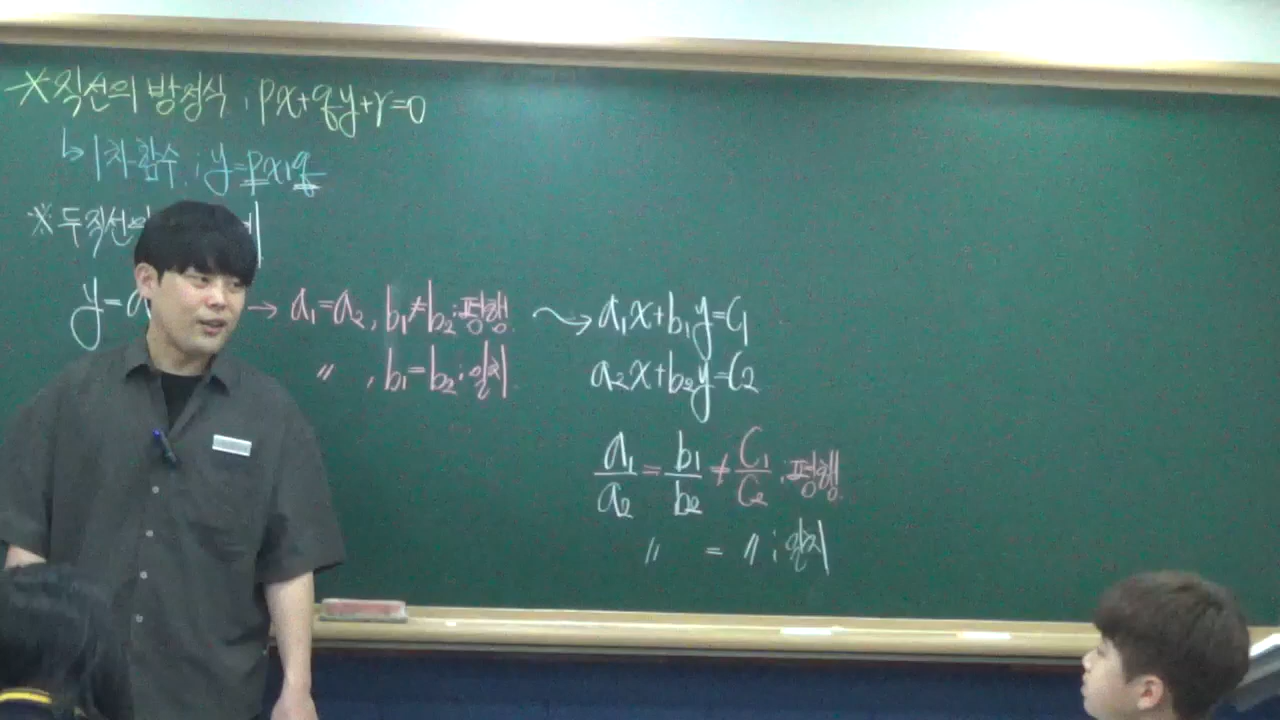 ※ 직선의 방정식 ; px+qy+r=0
↳ 1차함수 ; y=px+q
※ 두직선의
y=a
→ a₁=a₂, b₁≠b₂ ; 평행
〃 , b₁=b₂ ; 일치
⤳ a₁x+b₁y=C₁
a₂x+b₂y=C₂
a₁/a₂ = b₁/b₂ ≠ C₁/C₂ ; 평행
〃 = 〃 ; 일치